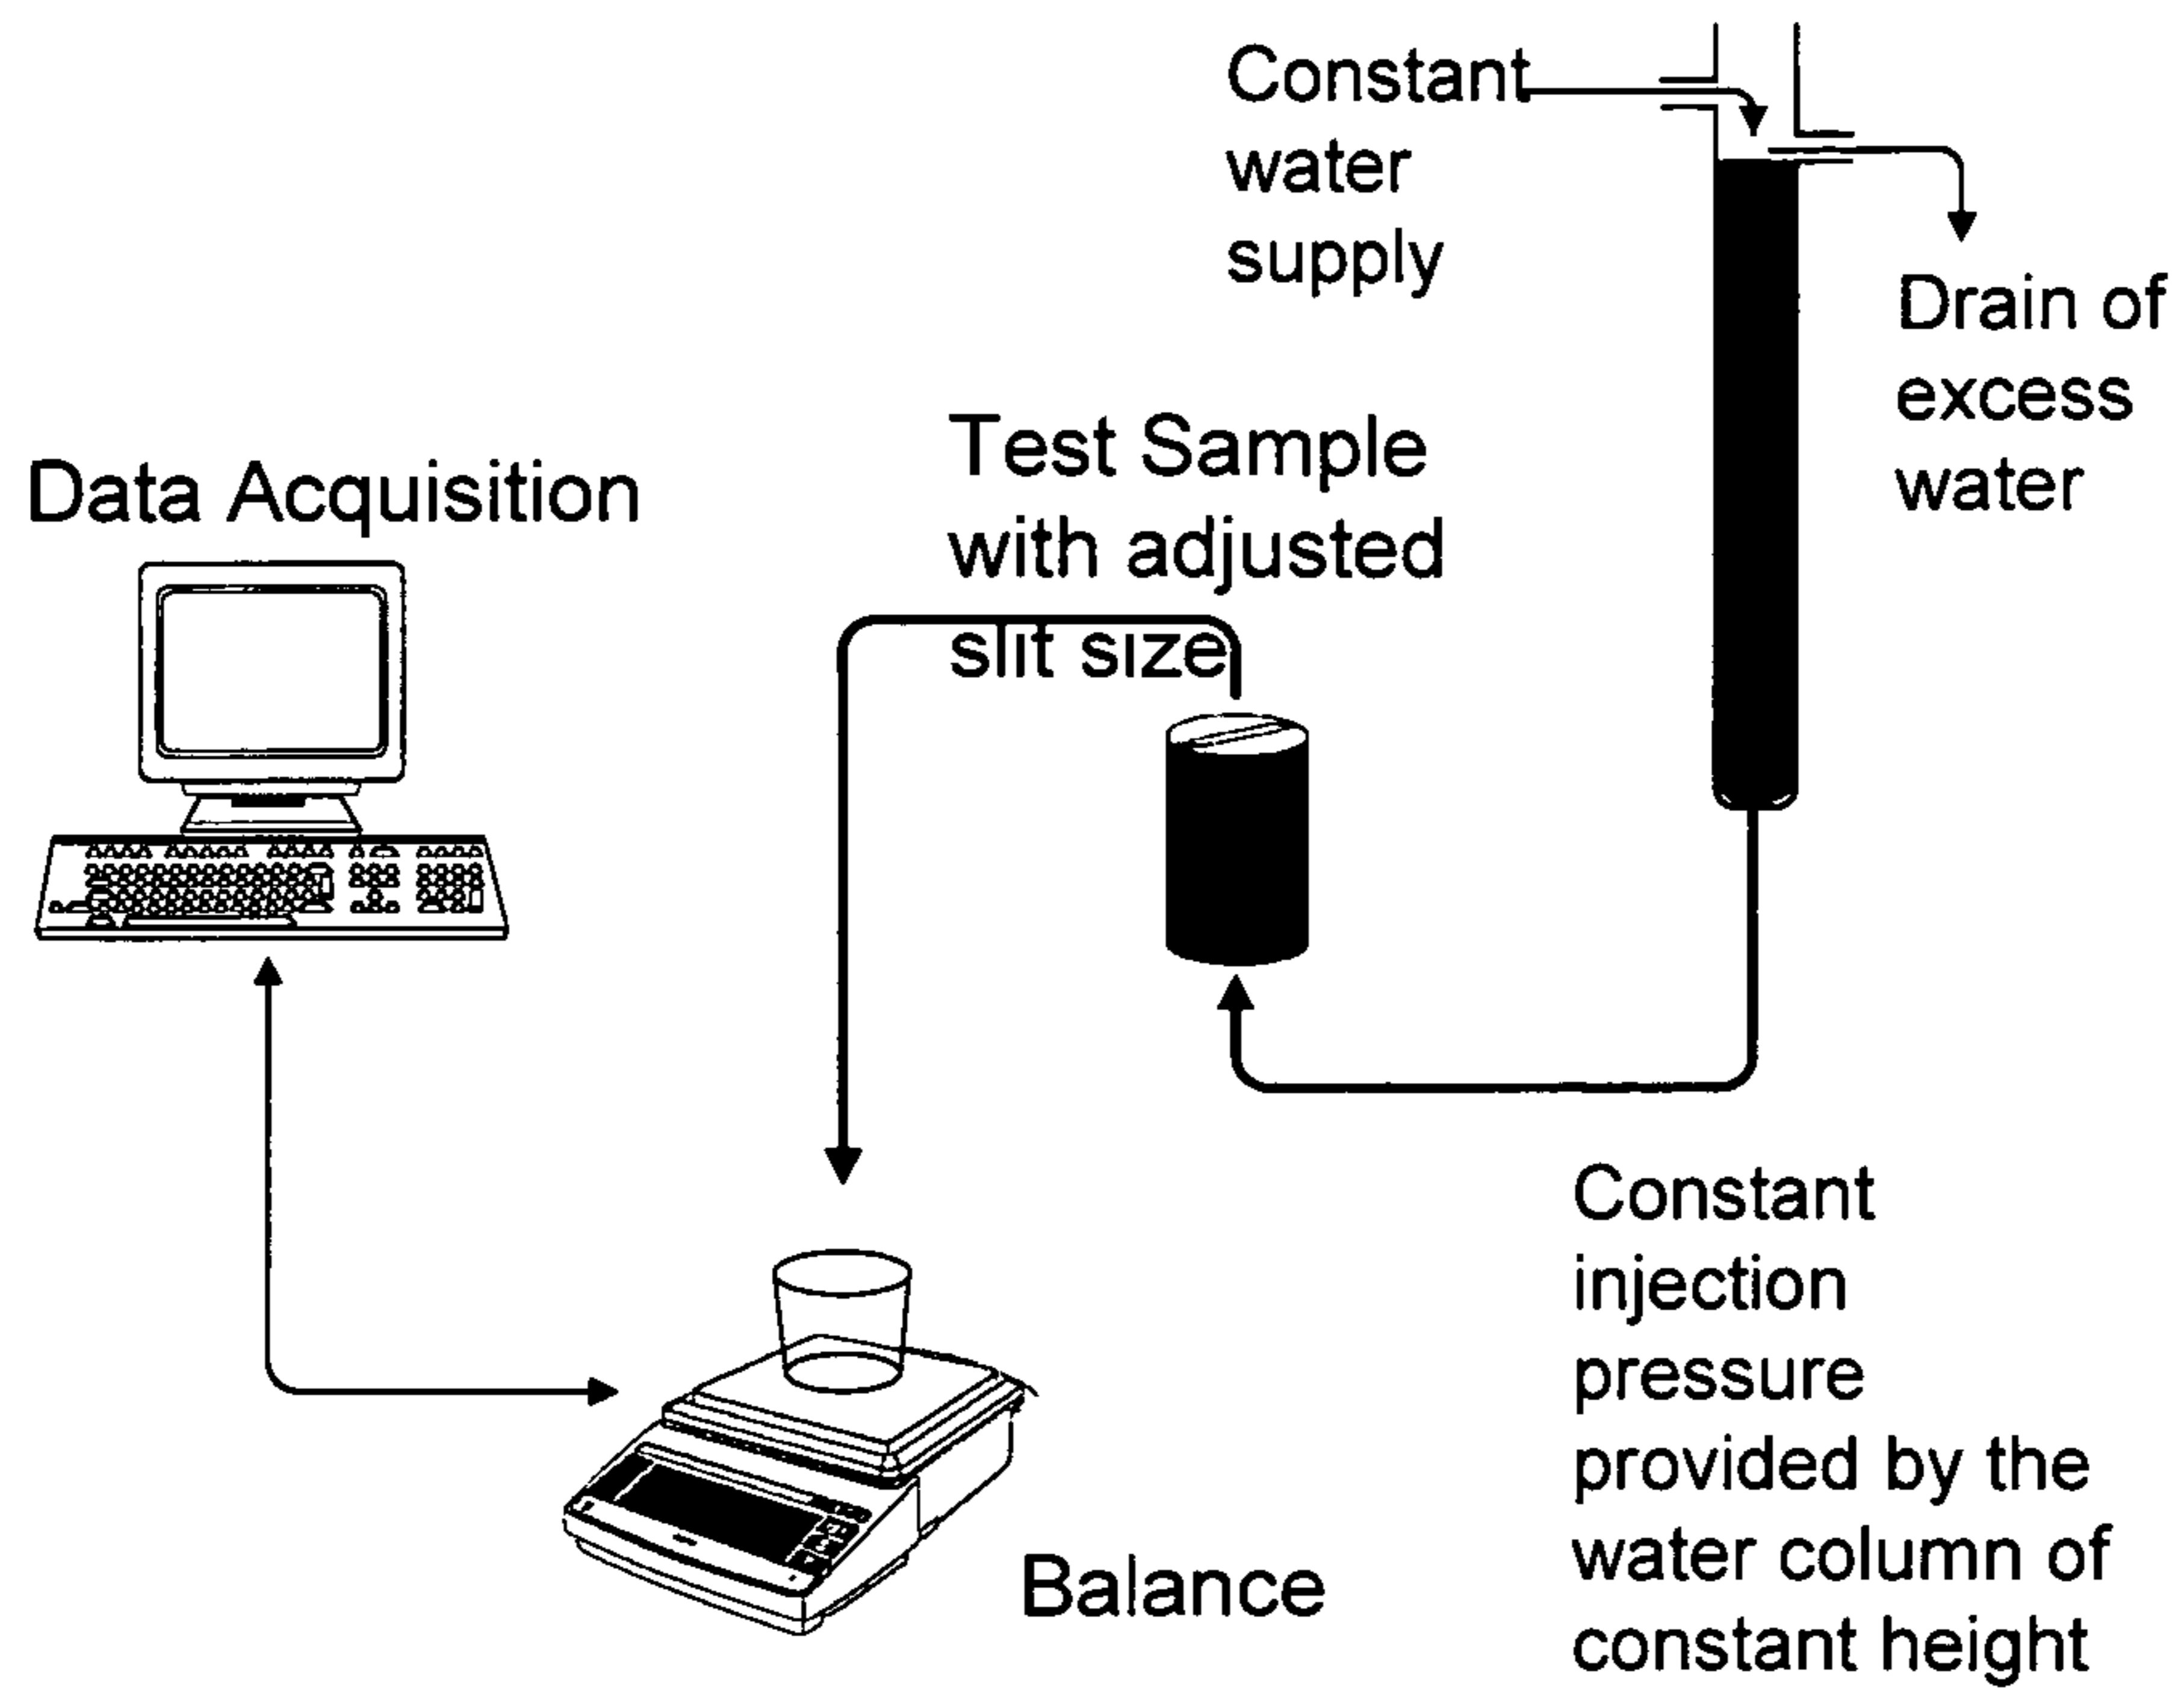 Constant
water
supply
Drain of
excess
water
Test Sample
with adjusted
slit size
Data Acquisition
Constant
injection
pressure
provided by the
water column of
constant height
Balance